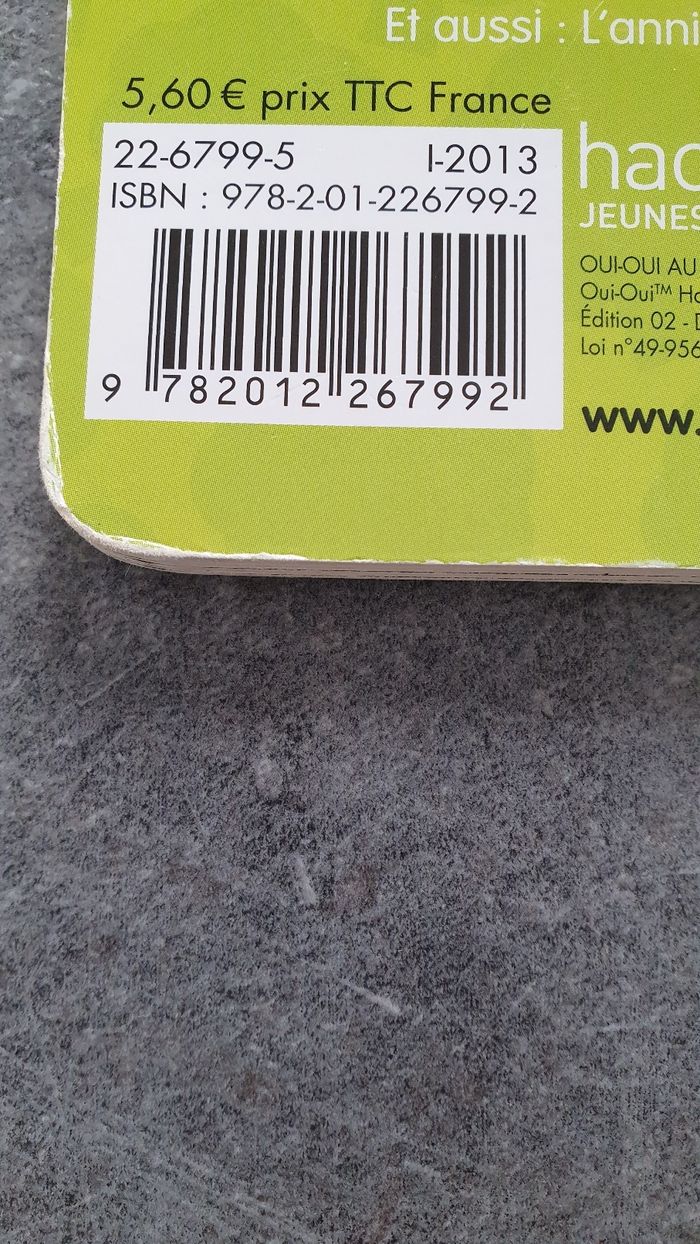 Et aussi : L'anni
5,60 € prix TTC France
22-6799-5 I-2013
ISBN : 978-2-01-226799-2
9 782012 267992
hac
JEUNES
OUI-OUI AU
Oui-Oui™ Ha
Édition 02 - D
Loi n°49-956
www.